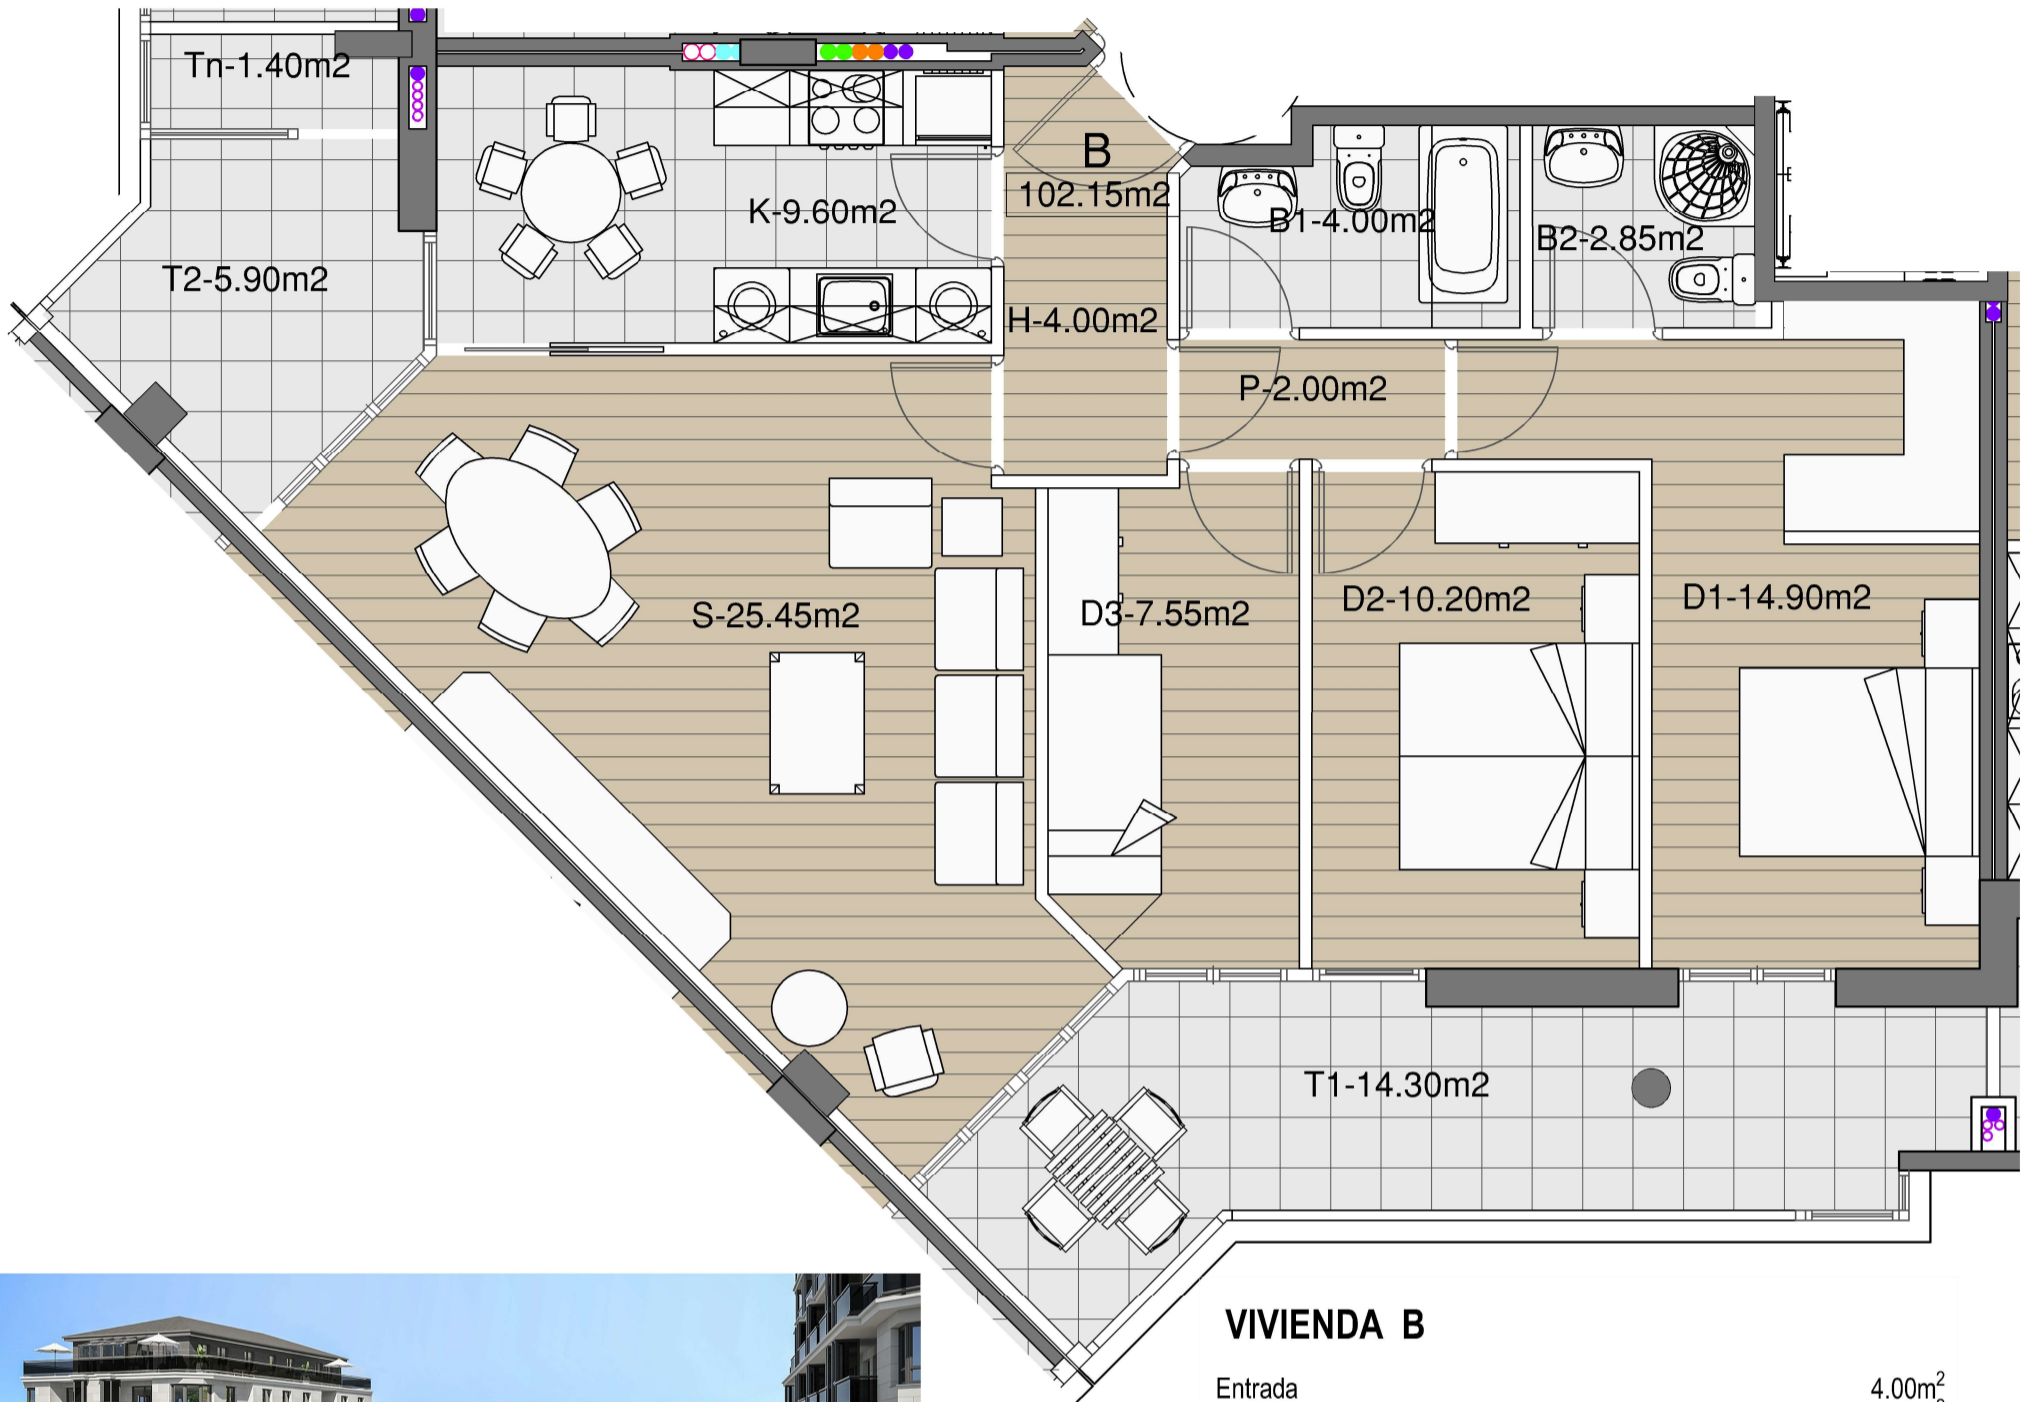 Tn-1.40m2
B
102.15m2
K-9.60m2
B1-4.00m2
B2-2.85m2
T2-5.90m2
H-4.00m2
P-2.00m2
S-25.45m2
D3-7.55m2
D2-10.20m2
D1-14.90m2
T1-14.30m2
VIVIENDA B
Entrada 4.00m²